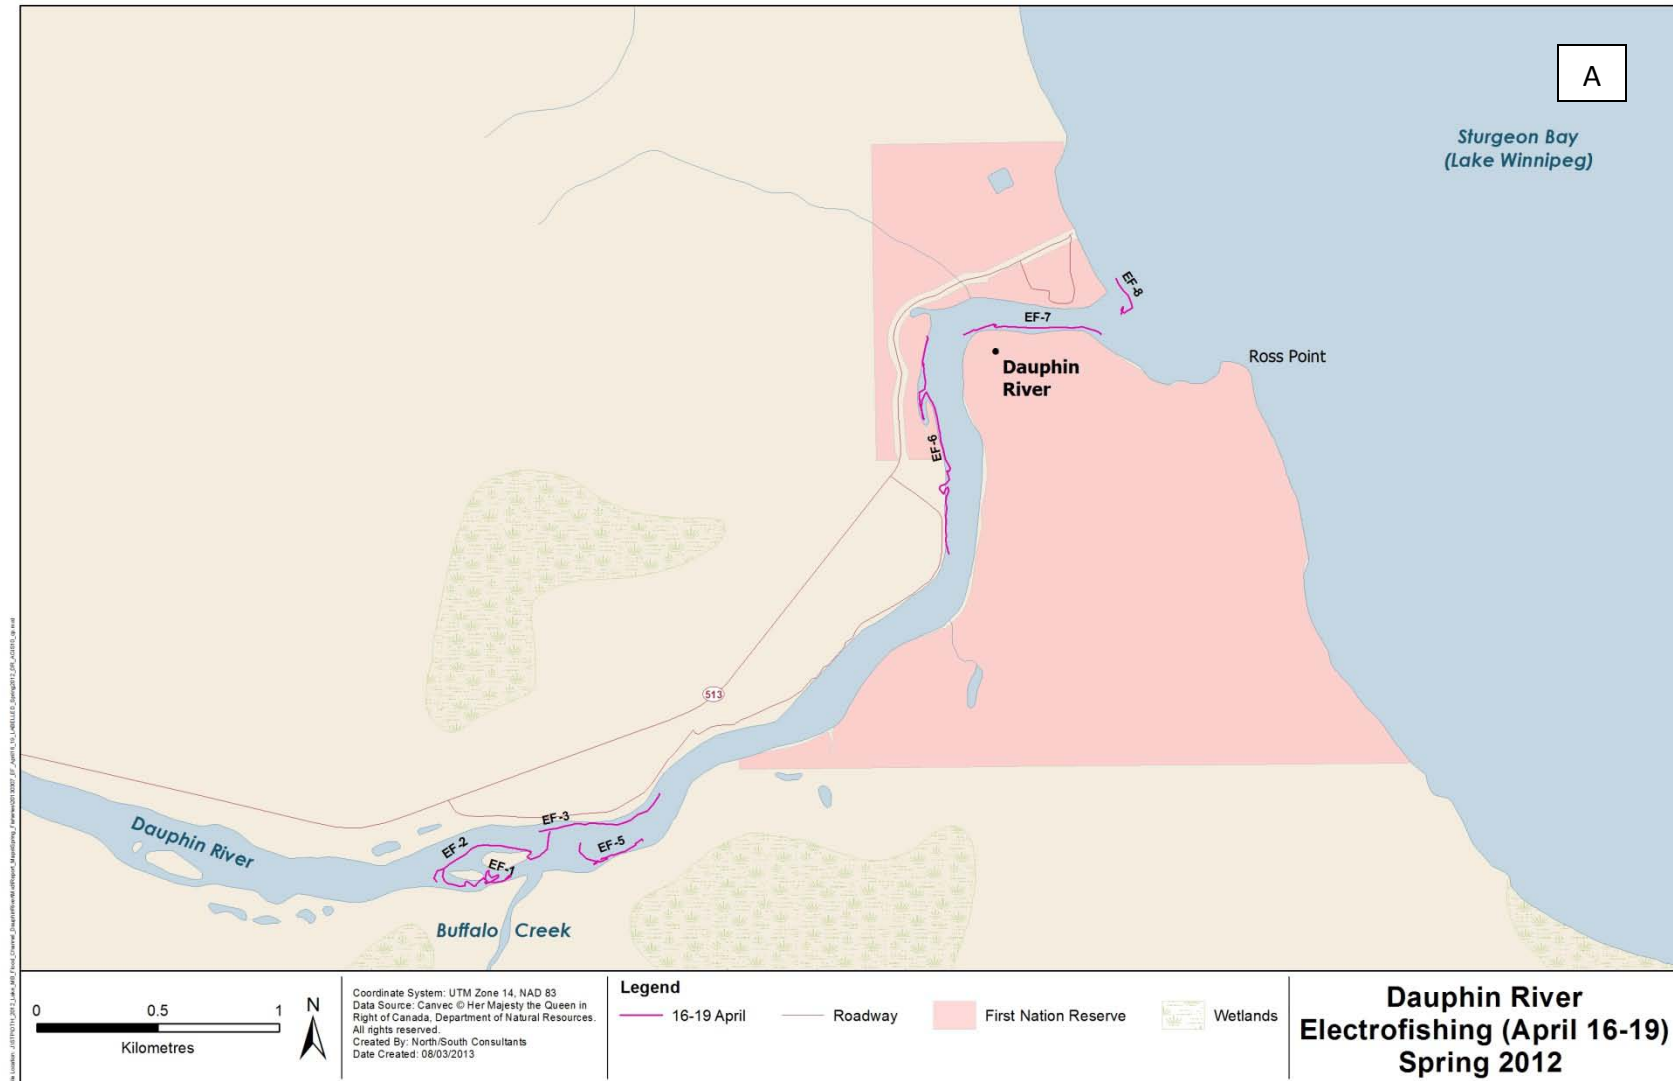 A
Sturgeon Bay
(Lake Winnipeg)
EF-8
EF-7
Ross Point
Dauphin
River
EF-6
513
EF-3
EF-2
EF-5
EF-1
Dauphin River
Buffalo Creek
0 0.5 1
Kilometres
N
Coordinate System: UTM Zone 14, NAD 83
Data Source: Canvec © Her Majesty the Queen in
Right of Canada, Department of Natural Resources.
All rights reserved.
Created By: North/South Consultants
Date Created: 08/03/2013
Legend
16-19 April
Roadway
First Nation Reserve
Wetlands
Dauphin River
Electrofishing (April 16-19)
Spring 2012